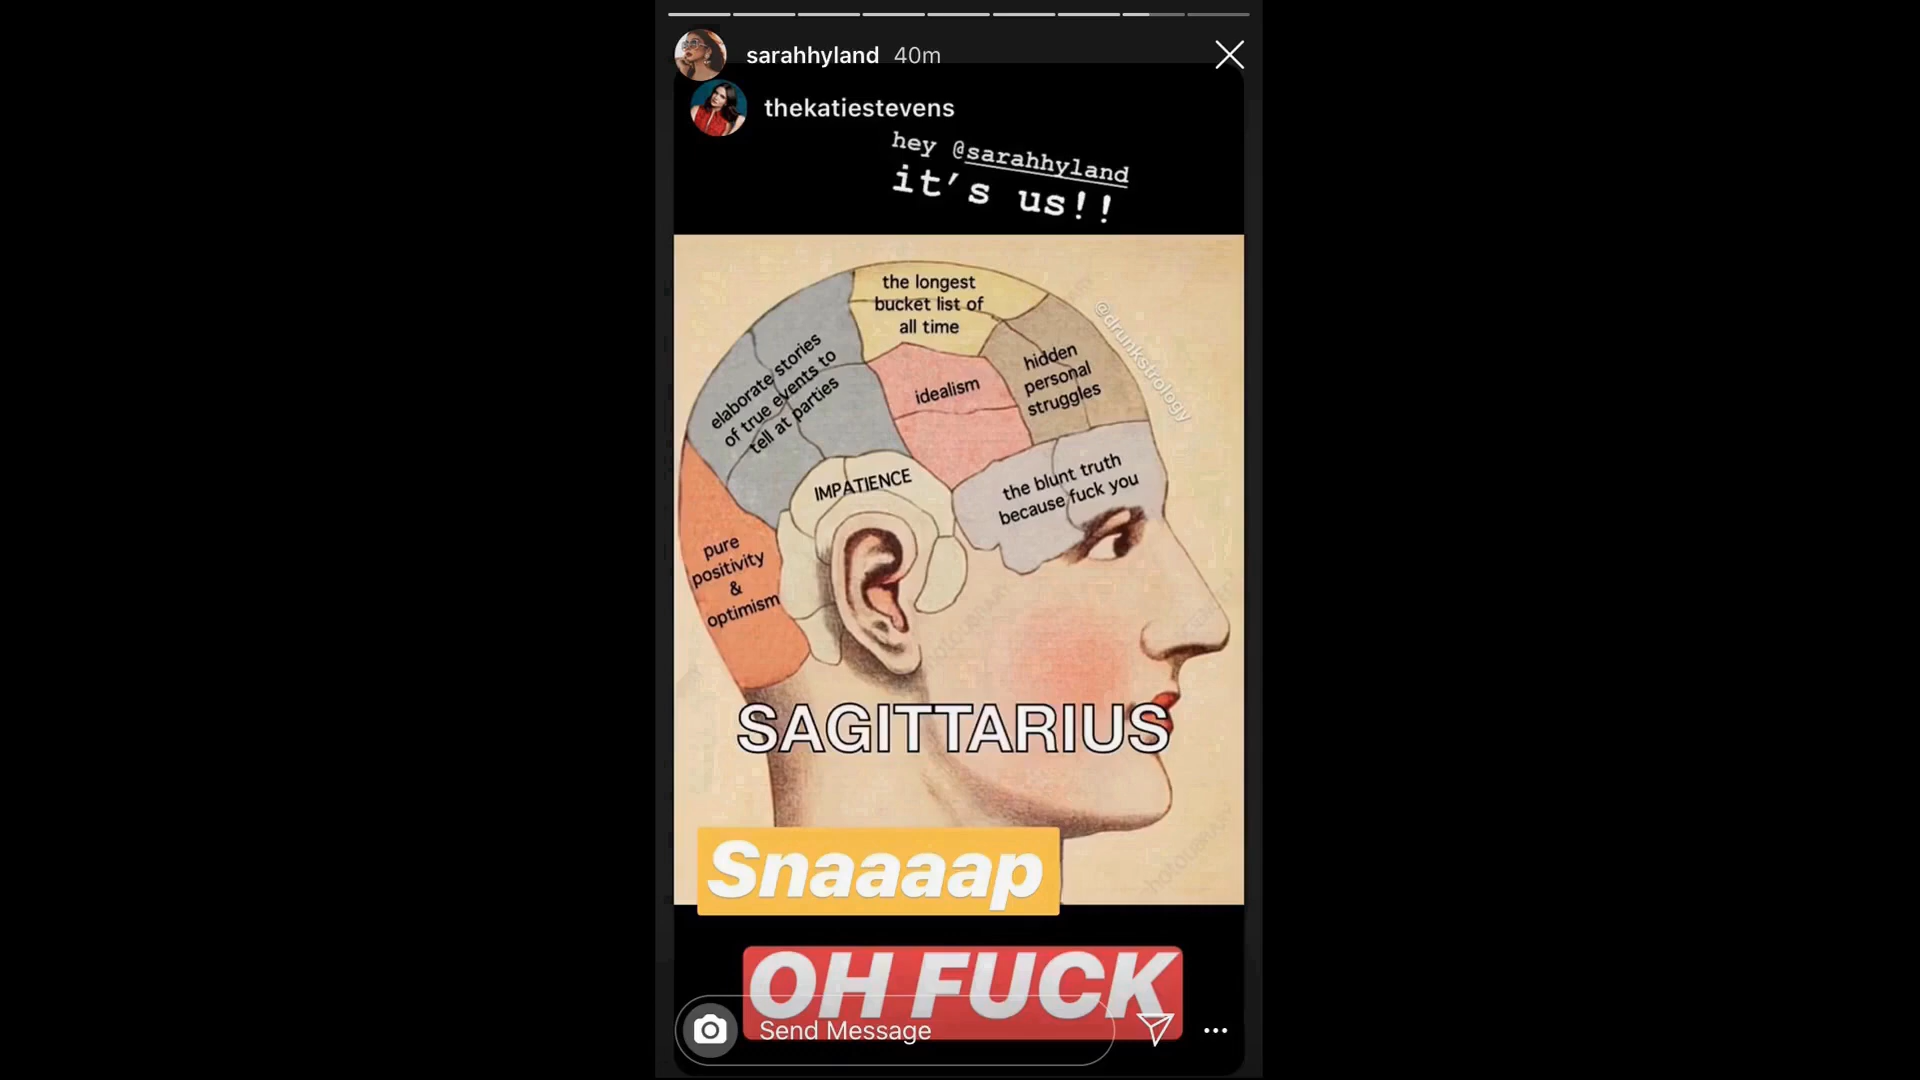 sarahhyland 40m
thekatiestevens
hey @sarahhyland
it's us!!
the longest
bucket list of
all time
@drunkstrology
elaborate stories
of true events to
tell at parties
idealism
hidden
personal
struggles
IMPATIENCE
the blunt truth
because fuck you
pure
positivity
&
optimism
SAGITTARIUS
Snaaaap
OH FUCK
Send Message